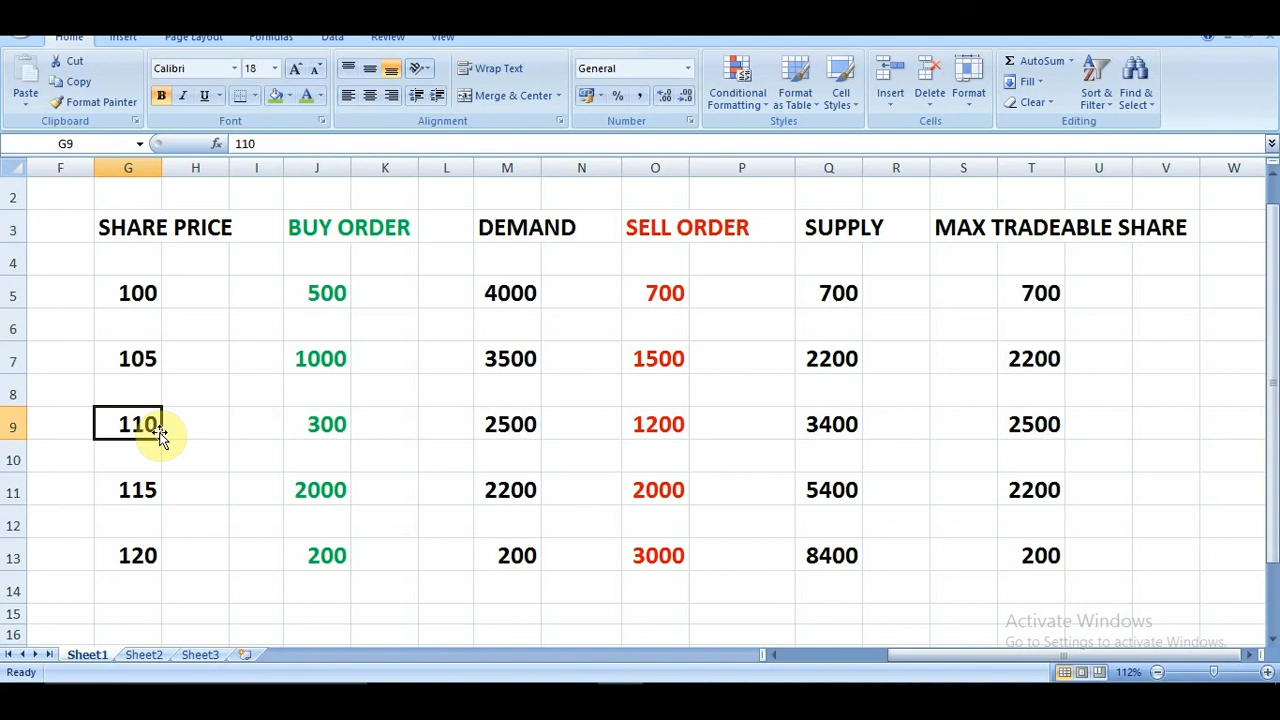 Home Insert Page Layout Formulas Data Review View
Cut
Copy
Format Painter
Paste
Clipboard
Calibri 18 A A
B I U A
Font
Wrap Text
Merge & Center
Alignment
General
% , .0 .00 .00 .0
Number
Conditional Formatting
Format as Table
Cell Styles
Styles
Insert Delete Format
Cells
Σ AutoSum
Fill
Clear
Sort & Filter
Find & Select
Editing
G9 fx 110
F G H I J K L M N O P Q R S T U V W
2
3 SHARE PRICE BUY ORDER DEMAND SELL ORDER SUPPLY MAX TRADEABLE SHARE
4
5 100 500 4000 700 700 700
6
7 105 1000 3500 1500 2200 2200
8
9 110 300 2500 1200 3400 2500
10
11 115 2000 2200 2000 5400 2200
12
13 120 200 200 3000 8400 200
14
15
16
Activate Windows
Go to Settings to activate Windows.
Sheet1 Sheet2 Sheet3
Ready 112%